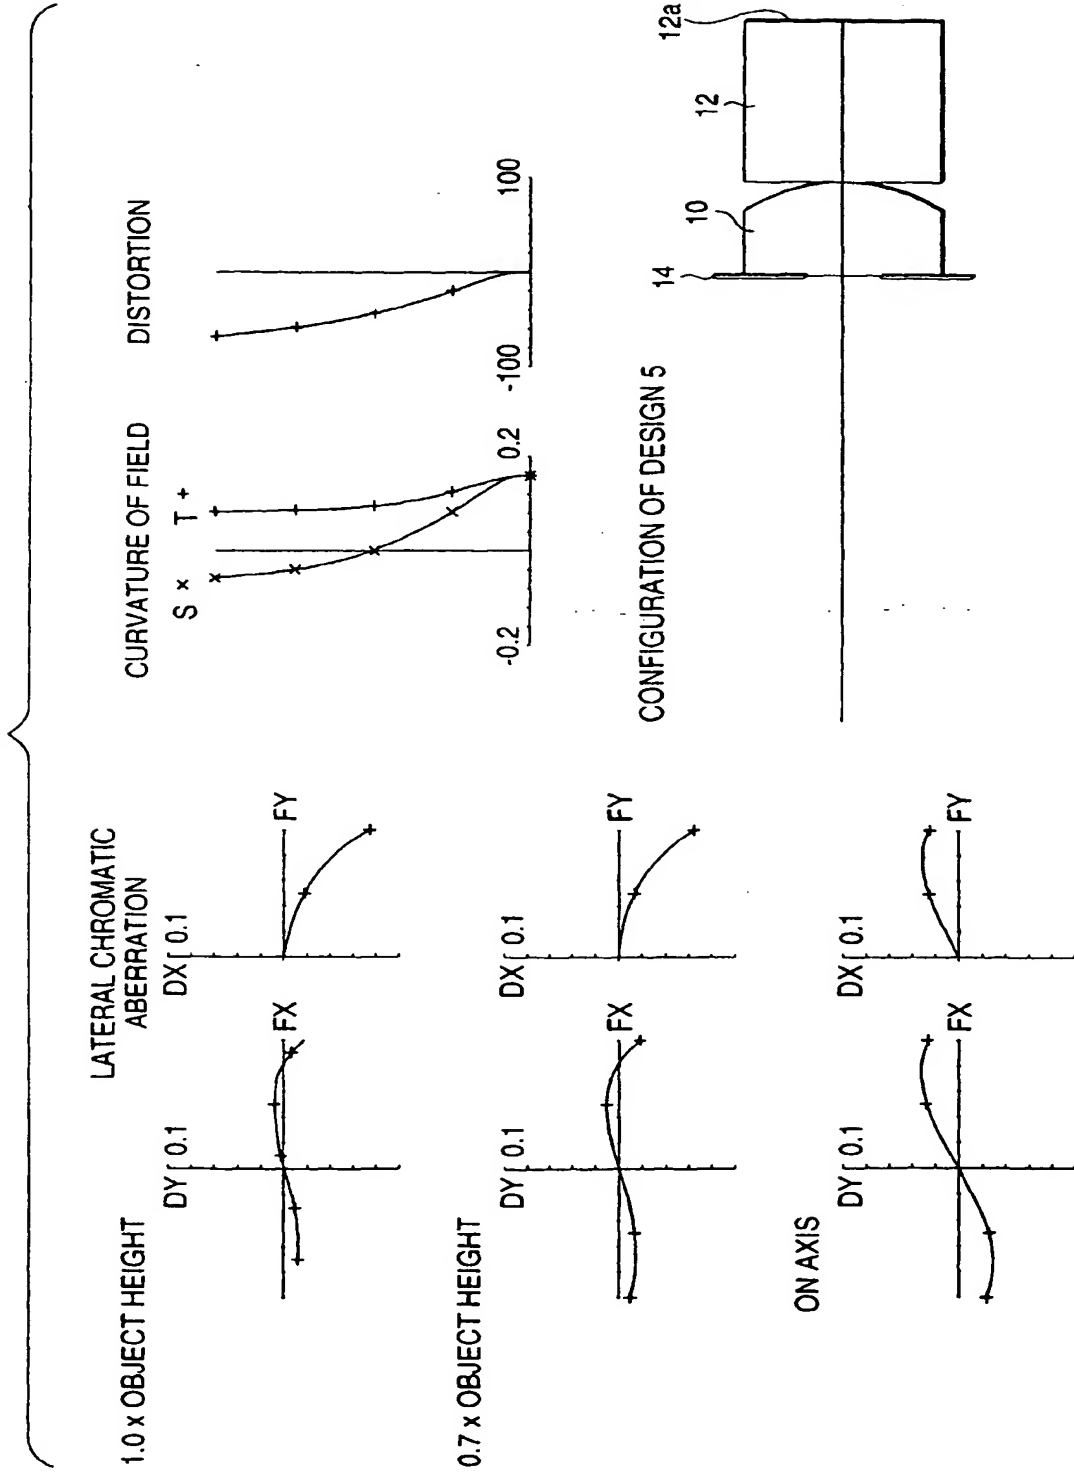 LATERAL CHROMATIC
ABERRATION
1.0 x OBJECT HEIGHT
DY 0.1
FX
DX 0.1
FY
0.7 x OBJECT HEIGHT
DY 0.1
FX
DX 0.1
FY
ON AXIS
DY 0.1
FX
DX 0.1
FY
CURVATURE OF FIELD
S × T +
-0.2 0.2
DISTORTION
-100 100
CONFIGURATION OF DESIGN 5
14
10
12
12a